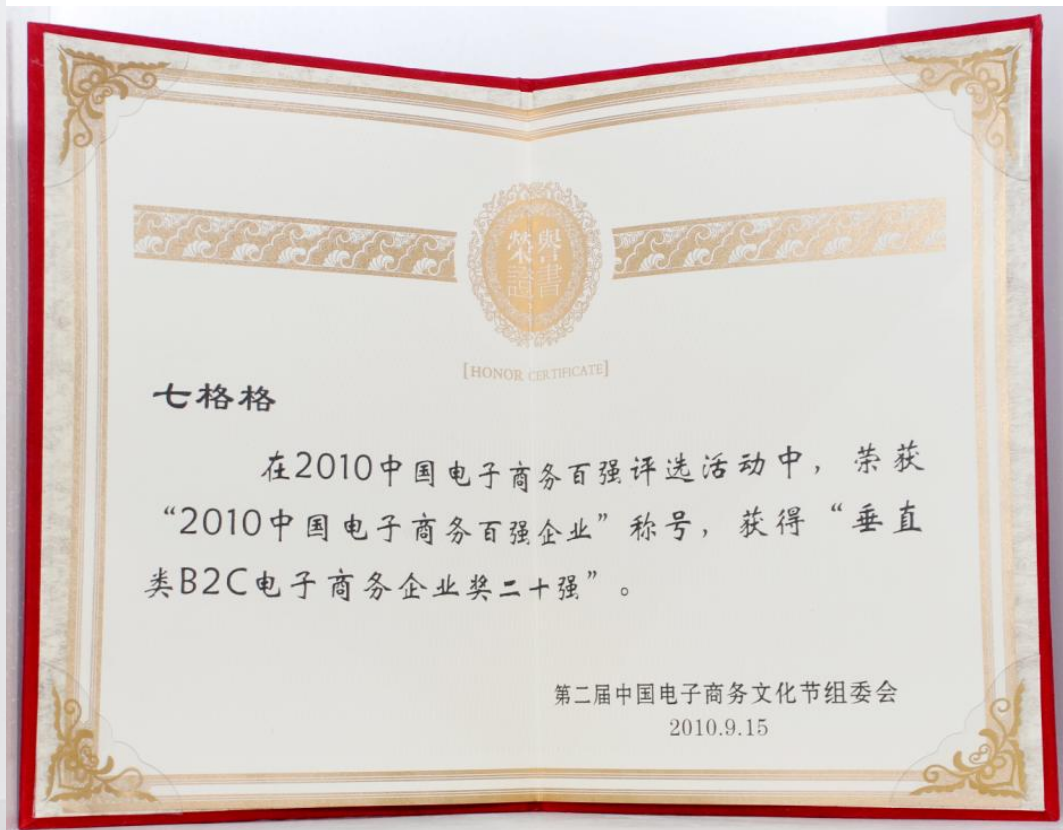 榮譽
證書
[HONOR CERTIFICATE]
七格格
在2010中国电子商务百强评选活动中，荣获
“2010中国电子商务百强企业”称号，获得“垂直
类B2C电子商务企业奖二十强”。
第二届中国电子商务文化节组委会
2010.9.15